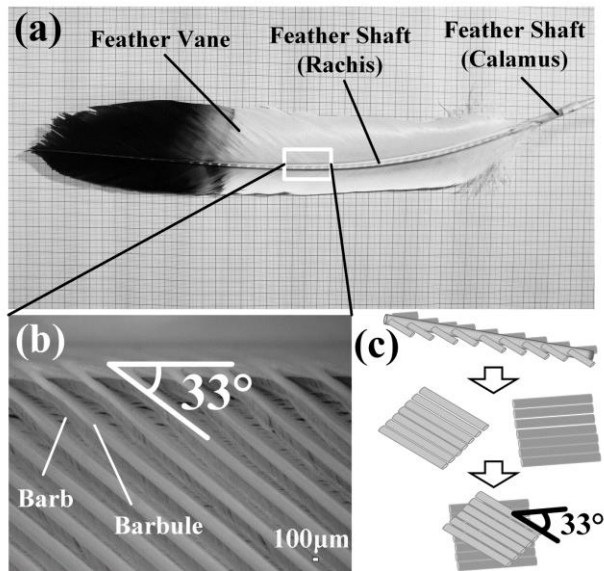 (a)
Feather Vane
Feather Shaft
(Rachis)
Feather Shaft
(Calamus)
(b)
33°
Barb
Barbule
100μm
(c)
33°